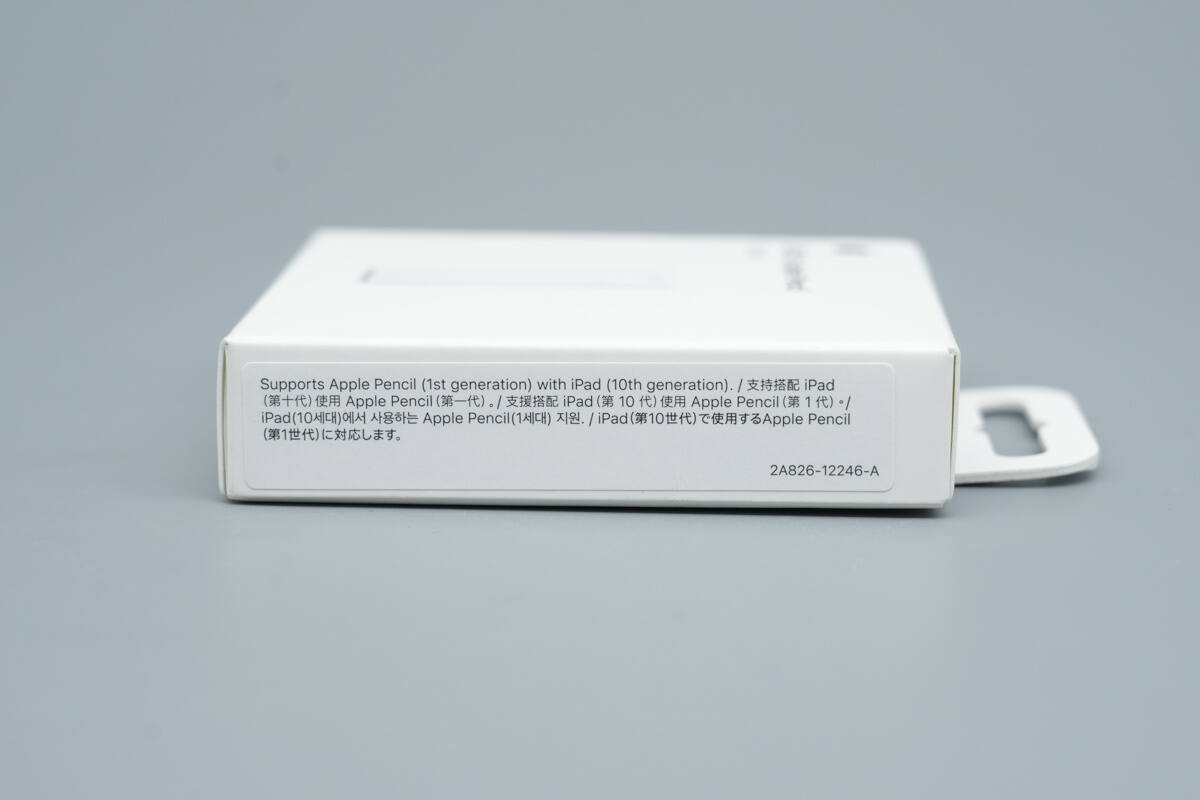 Supports Apple Pencil (1st generation) with iPad (10th generation). / 支持搭配 iPad
（第十代）使用 Apple Pencil（第一代）。/ 支援搭配 iPad（第 10 代）使用 Apple Pencil（第 1 代）。/
iPad(10세대)에서 사용하는 Apple Pencil(1세대) 지원. / iPad（第10世代）で使用するApple Pencil
（第1世代）に対応します。
2A826-12246-A